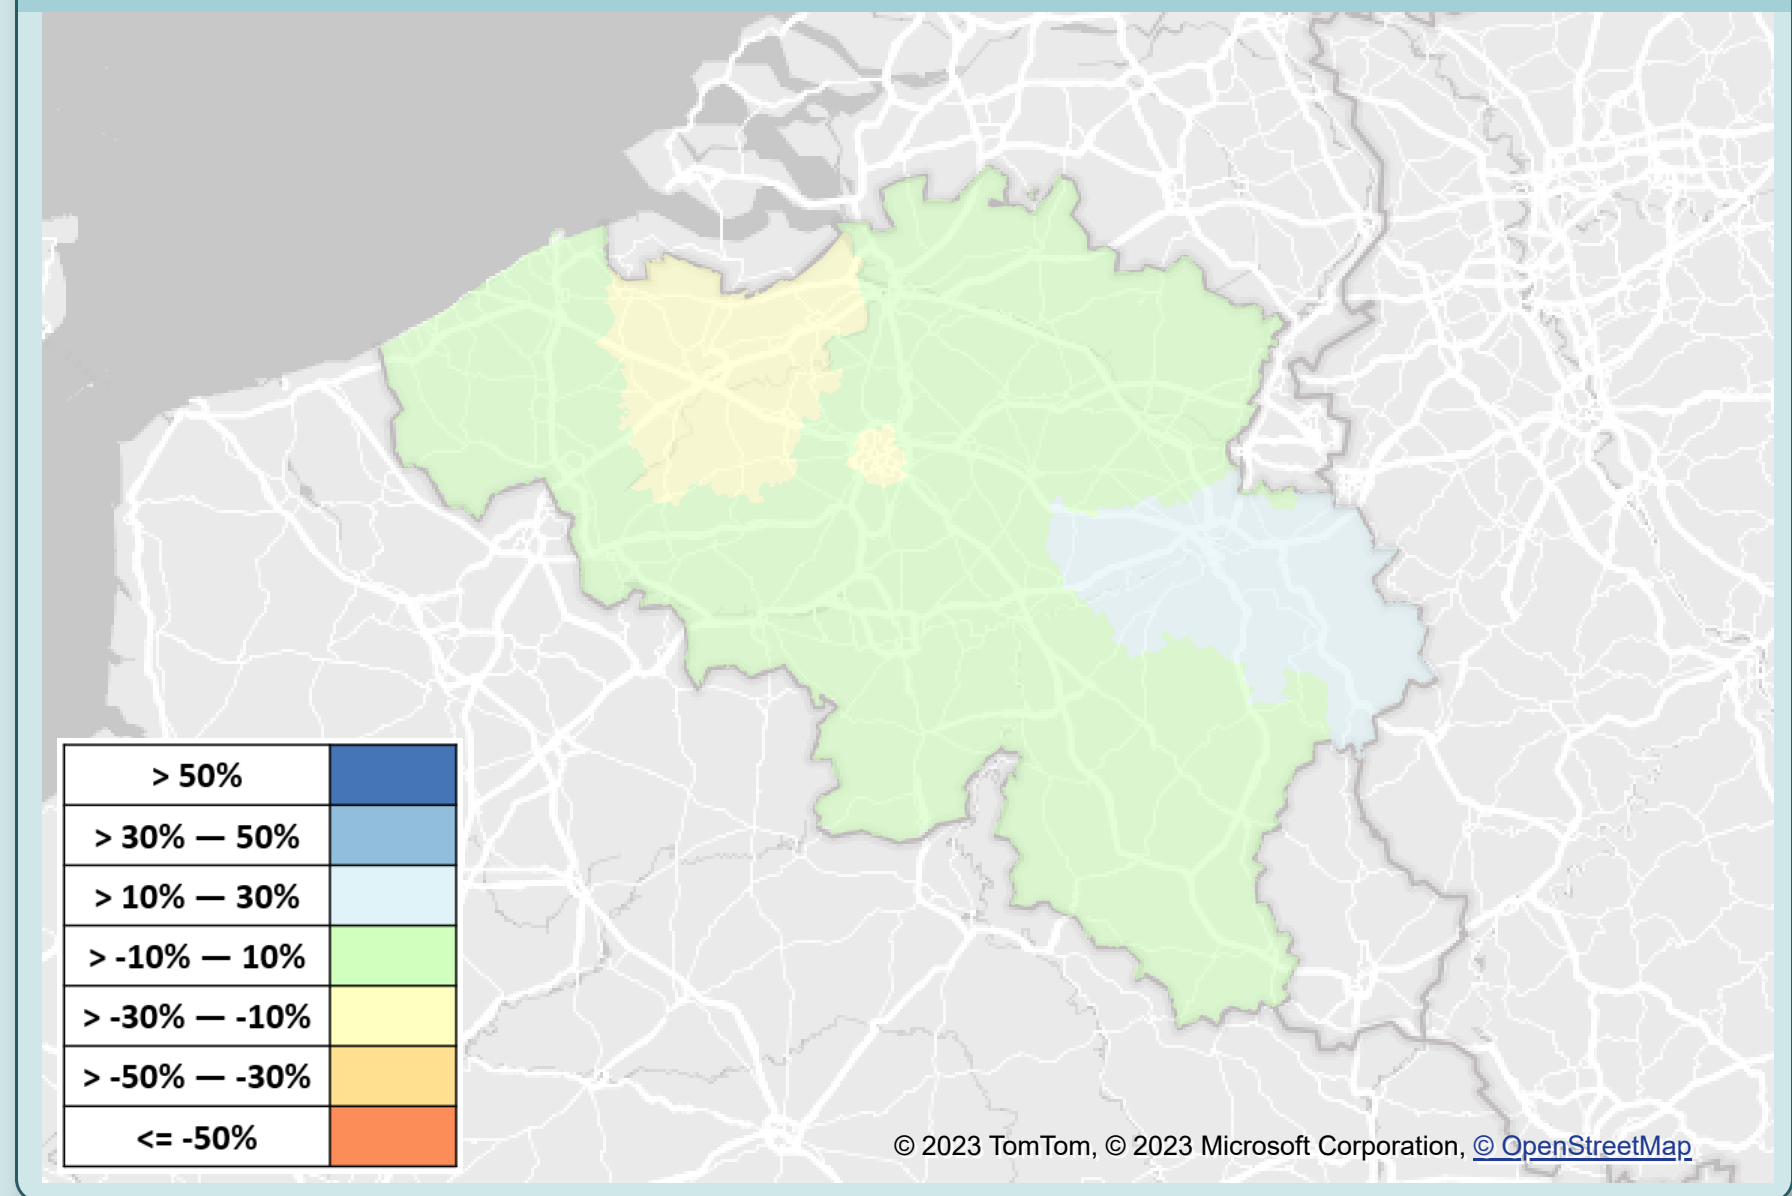 > 50%
> 30% — 50%
> 10% — 30%
> -10% — 10%
> -30% — -10%
> -50% — -30%
<= -50%
© 2023 TomTom, © 2023 Microsoft Corporation, © OpenStreetMap